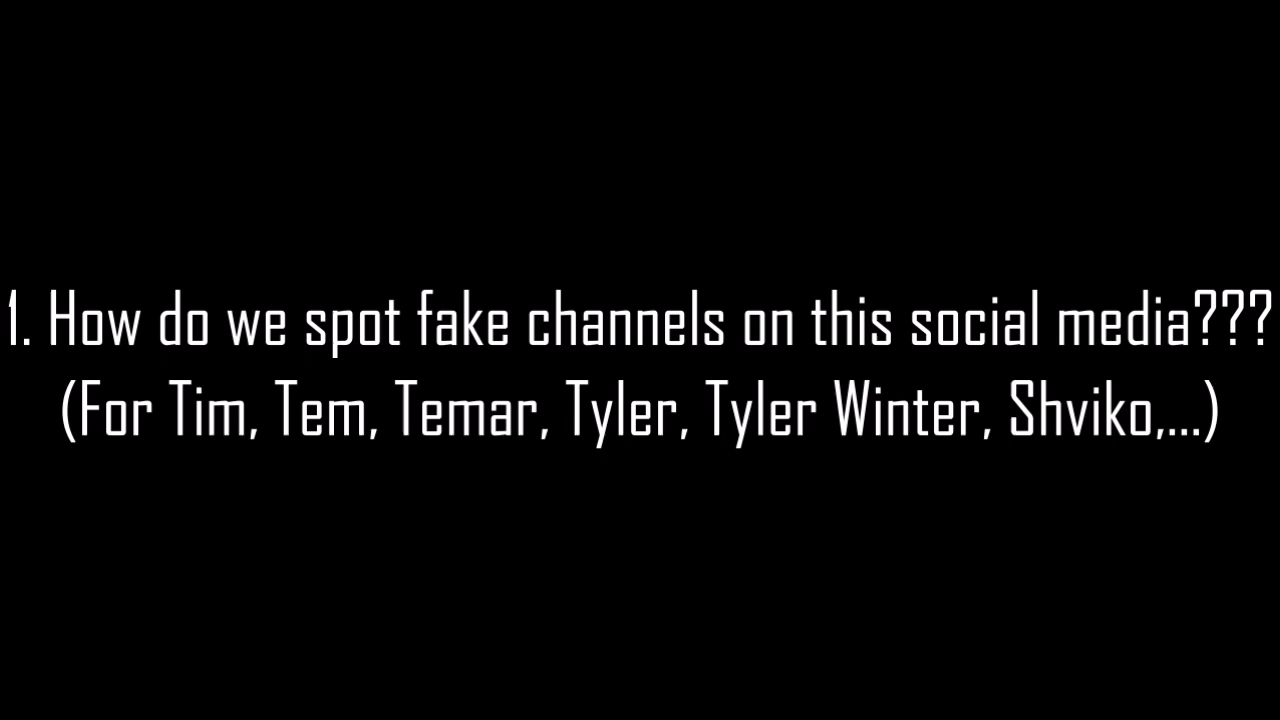 1. How do we spot fake channels on this social media???
(For Tim, Tem, Temar, Tyler, Tyler Winter, Shviko,...)